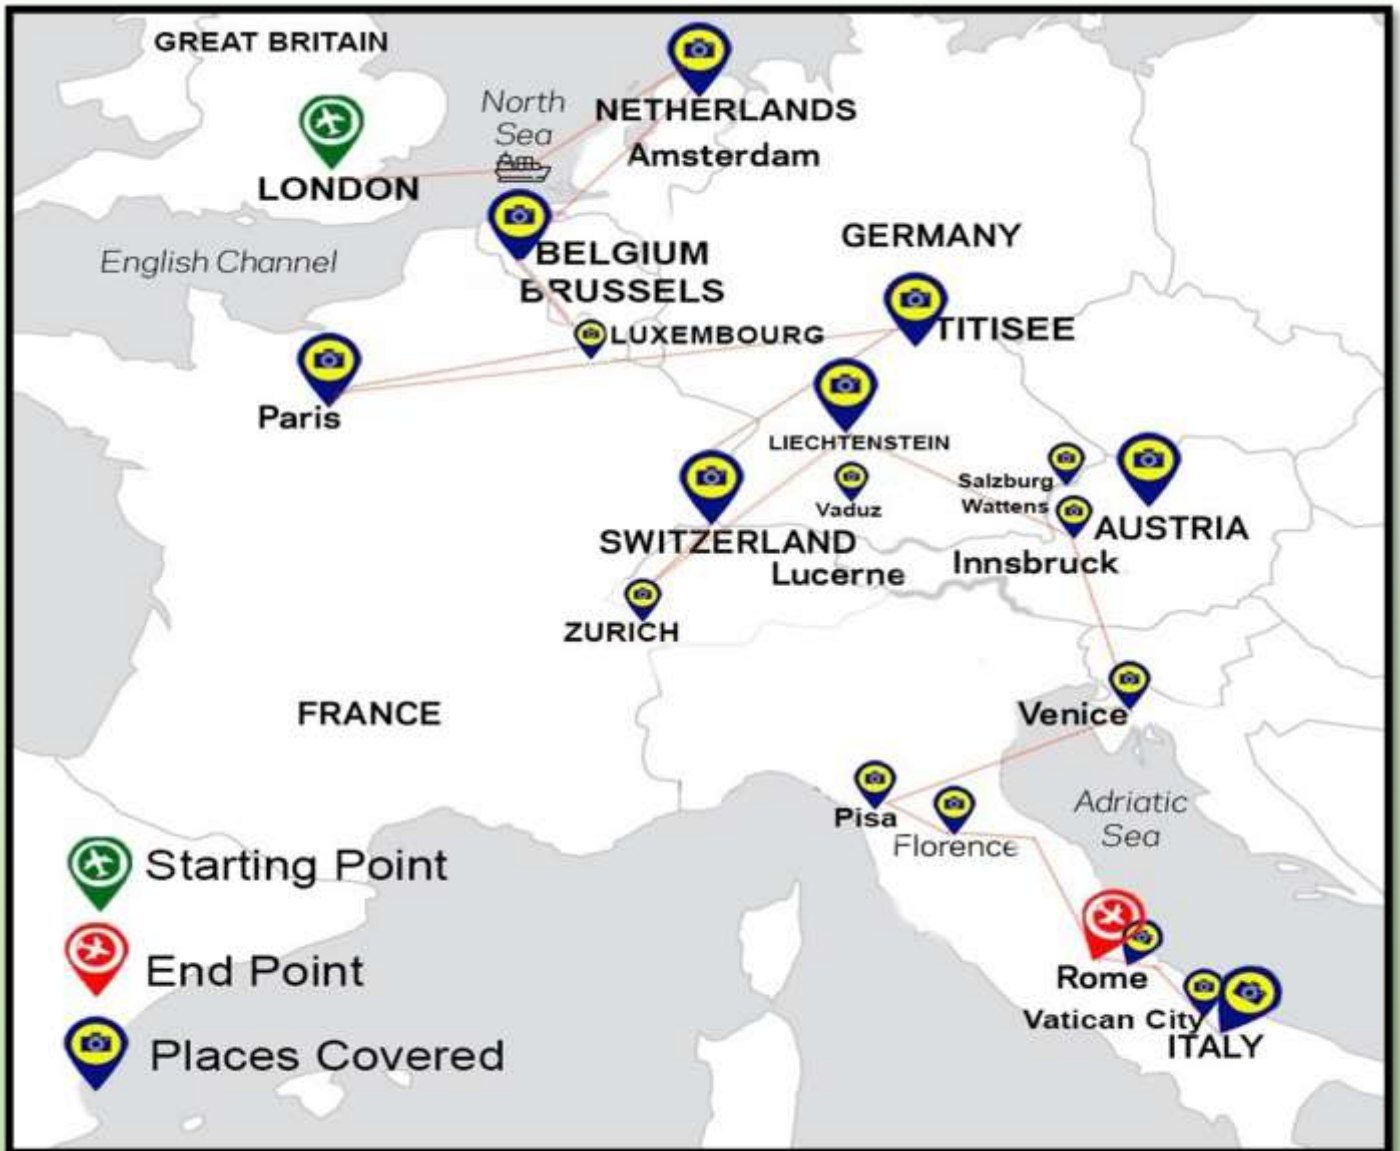 GREAT BRITAIN
North
Sea
NETHERLANDS
Amsterdam
LONDON
English Channel
BELGIUM
BRUSSELS
GERMANY
LUXEMBOURG
TITISEE
Paris
LIECHTENSTEIN
Vaduz
Salzburg
Wattens
AUSTRIA
SWITZERLAND
Lucerne
Innsbruck
ZURICH
FRANCE
Venice
Pisa
Florence
Adriatic
Sea
Rome
Vatican City
ITALY
Starting Point
End Point
Places Covered